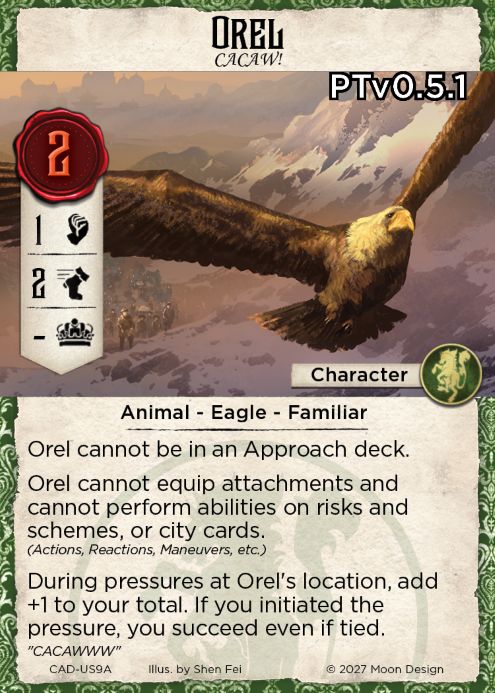 OREL
CACAW!
PTv0.5.1
2
1
2
-
Character
Animal - Eagle - Familiar
Orel cannot be in an Approach deck.
Orel cannot equip attachments and
cannot perform abilities on risks and
schemes, or city cards.
(Actions, Reactions, Maneuvers, etc.)
During pressures at Orel's location, add
+1 to your total. If you initiated the
pressure, you succeed even if tied.
"CACAWWW"
CAD-US9A Illus. by Shen Fei © 2027 Moon Design